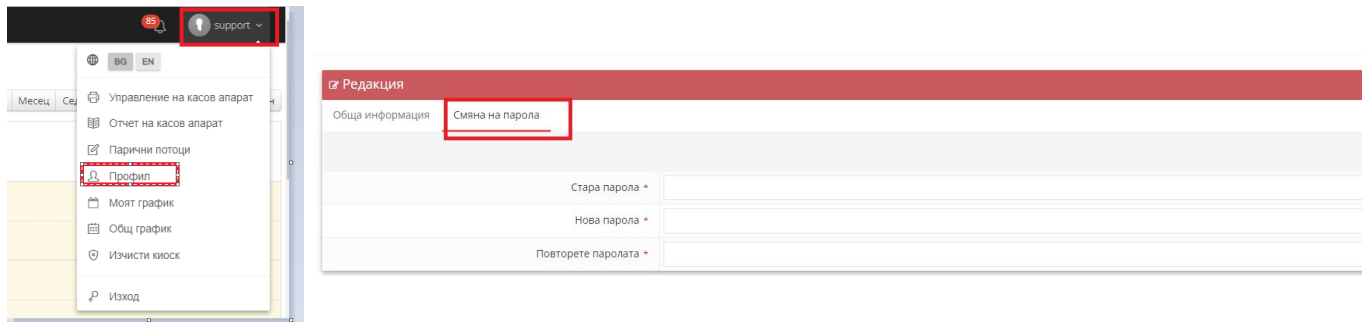 85
support
BG EN
Месец
Управление на касов апарат
Отчет на касов апарат
Парични потоци
Профил
Моят график
Общ график
Изчисти киоск
Изход
Редакция
Обща информация Смяна на парола
Стара парола *
Нова парола *
Повторете паролата *